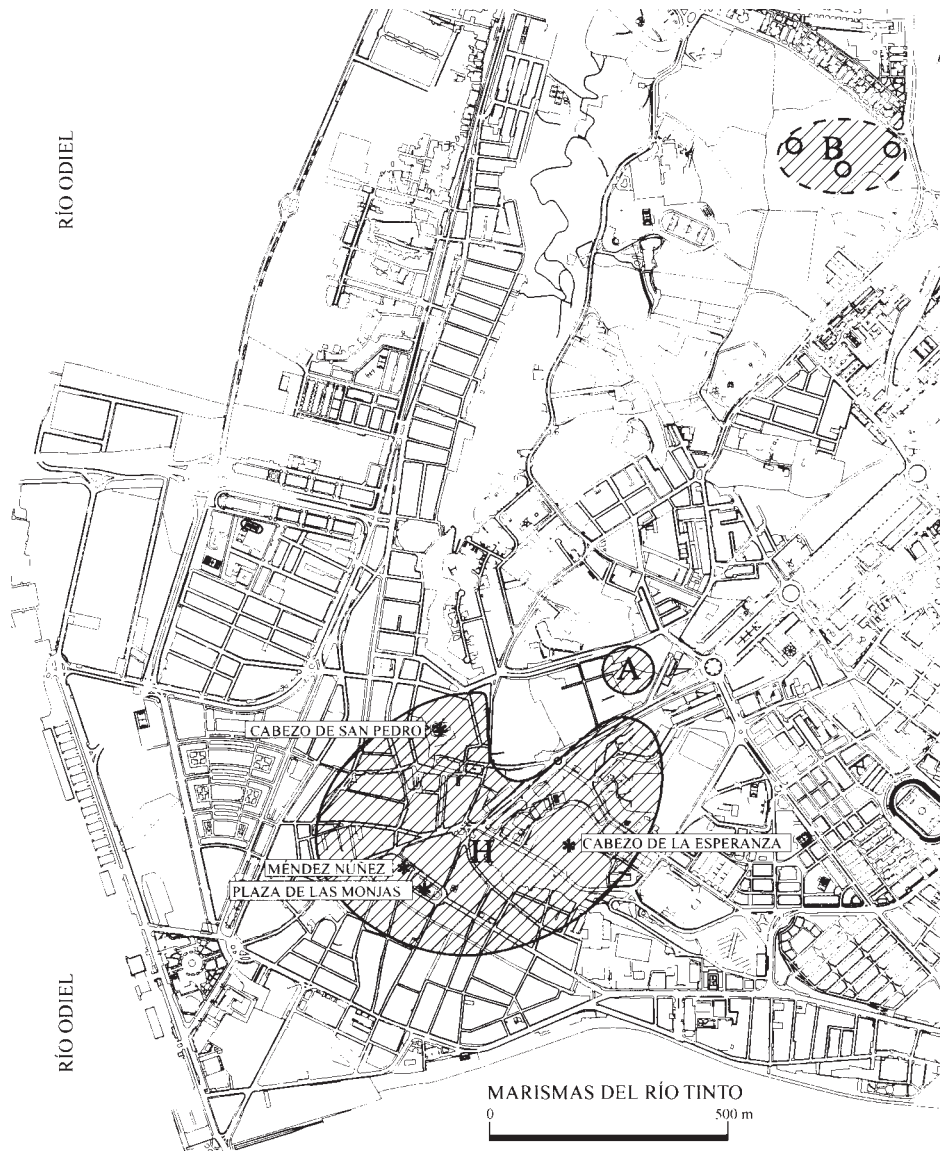 RÍO ODIEL
B
A
CABEZO DE SAN PEDRO
H
CABEZO DE LA ESPERANZA
MÉNDEZ NÚÑEZ
PLAZA DE LAS MONJAS
RÍO ODIEL
MARISMAS DEL RÍO TINTO
0 500 m